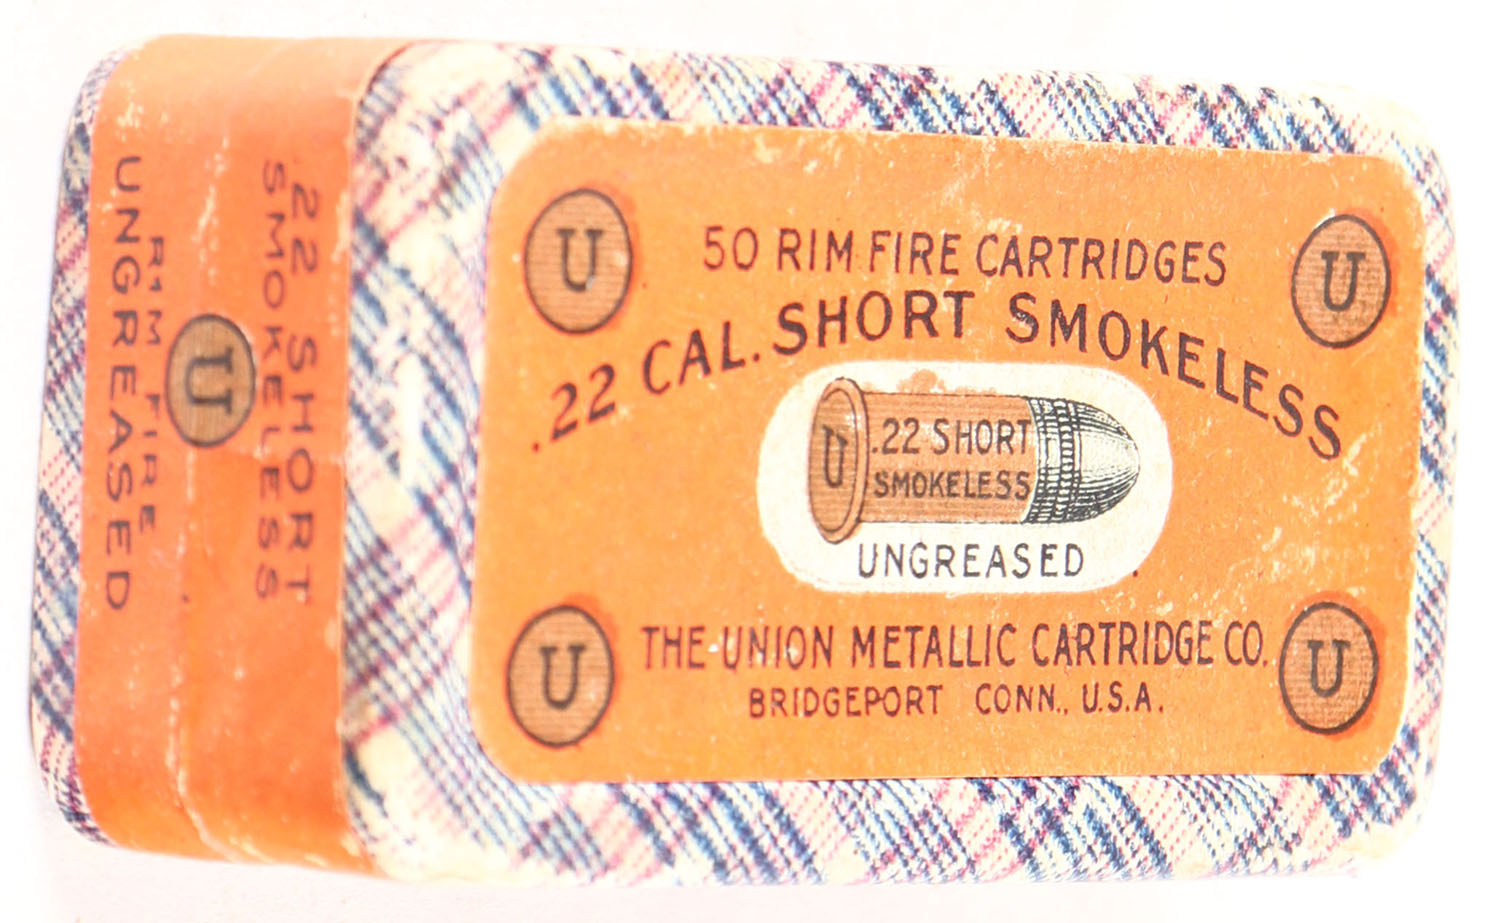 U
U
50 RIM FIRE CARTRIDGES
.22 CAL. SHORT SMOKELESS
U
.22 SHORT
SMOKELESS
UNGREASED
U
U
THE UNION METALLIC CARTRIDGE CO.
BRIDGEPORT CONN., U.S.A.
.22 SHORT
SMOKELESS
U
RIM FIRE
UNGREASED